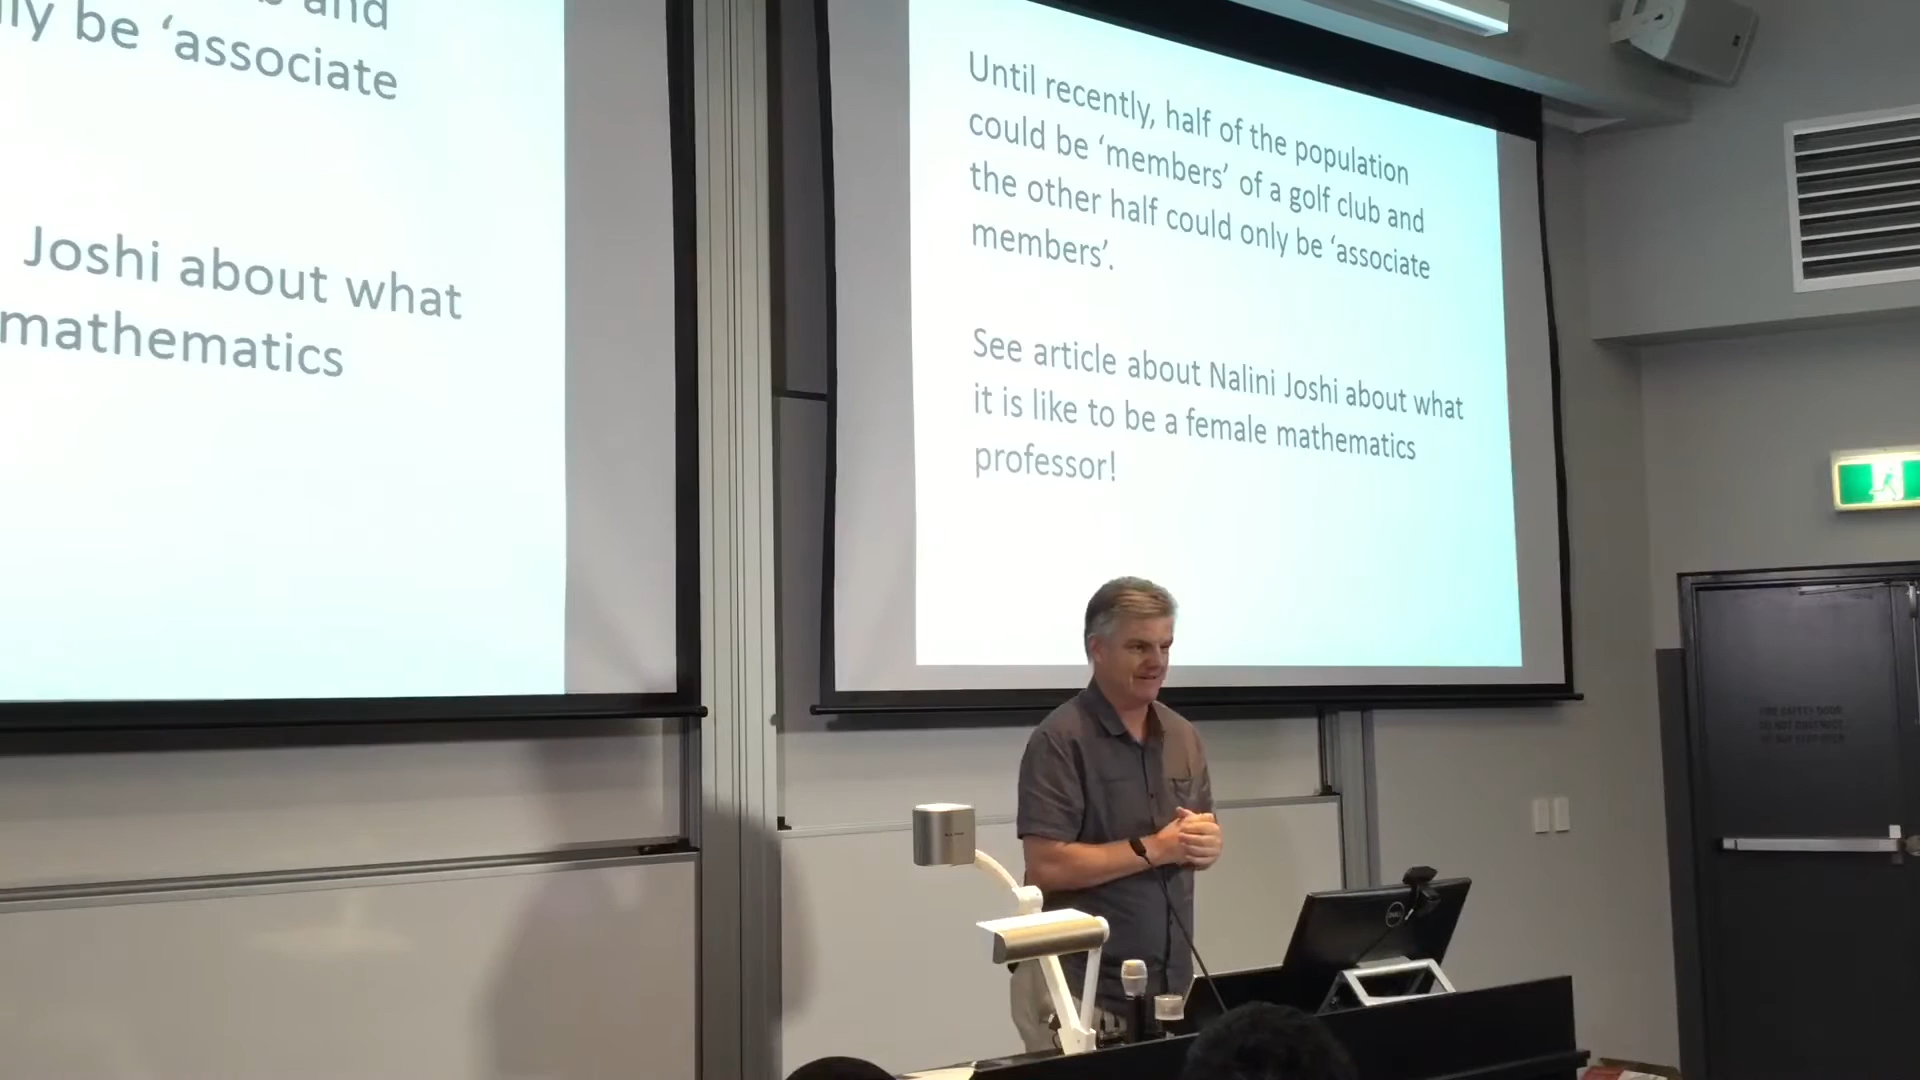 ly be ‘associate
Joshi about what
mathematics
Until recently, half of the population
could be ‘members’ of a golf club and
the other half could only be ‘associate
members’.
See article about Nalini Joshi about what
it is like to be a female mathematics
professor!
DELL